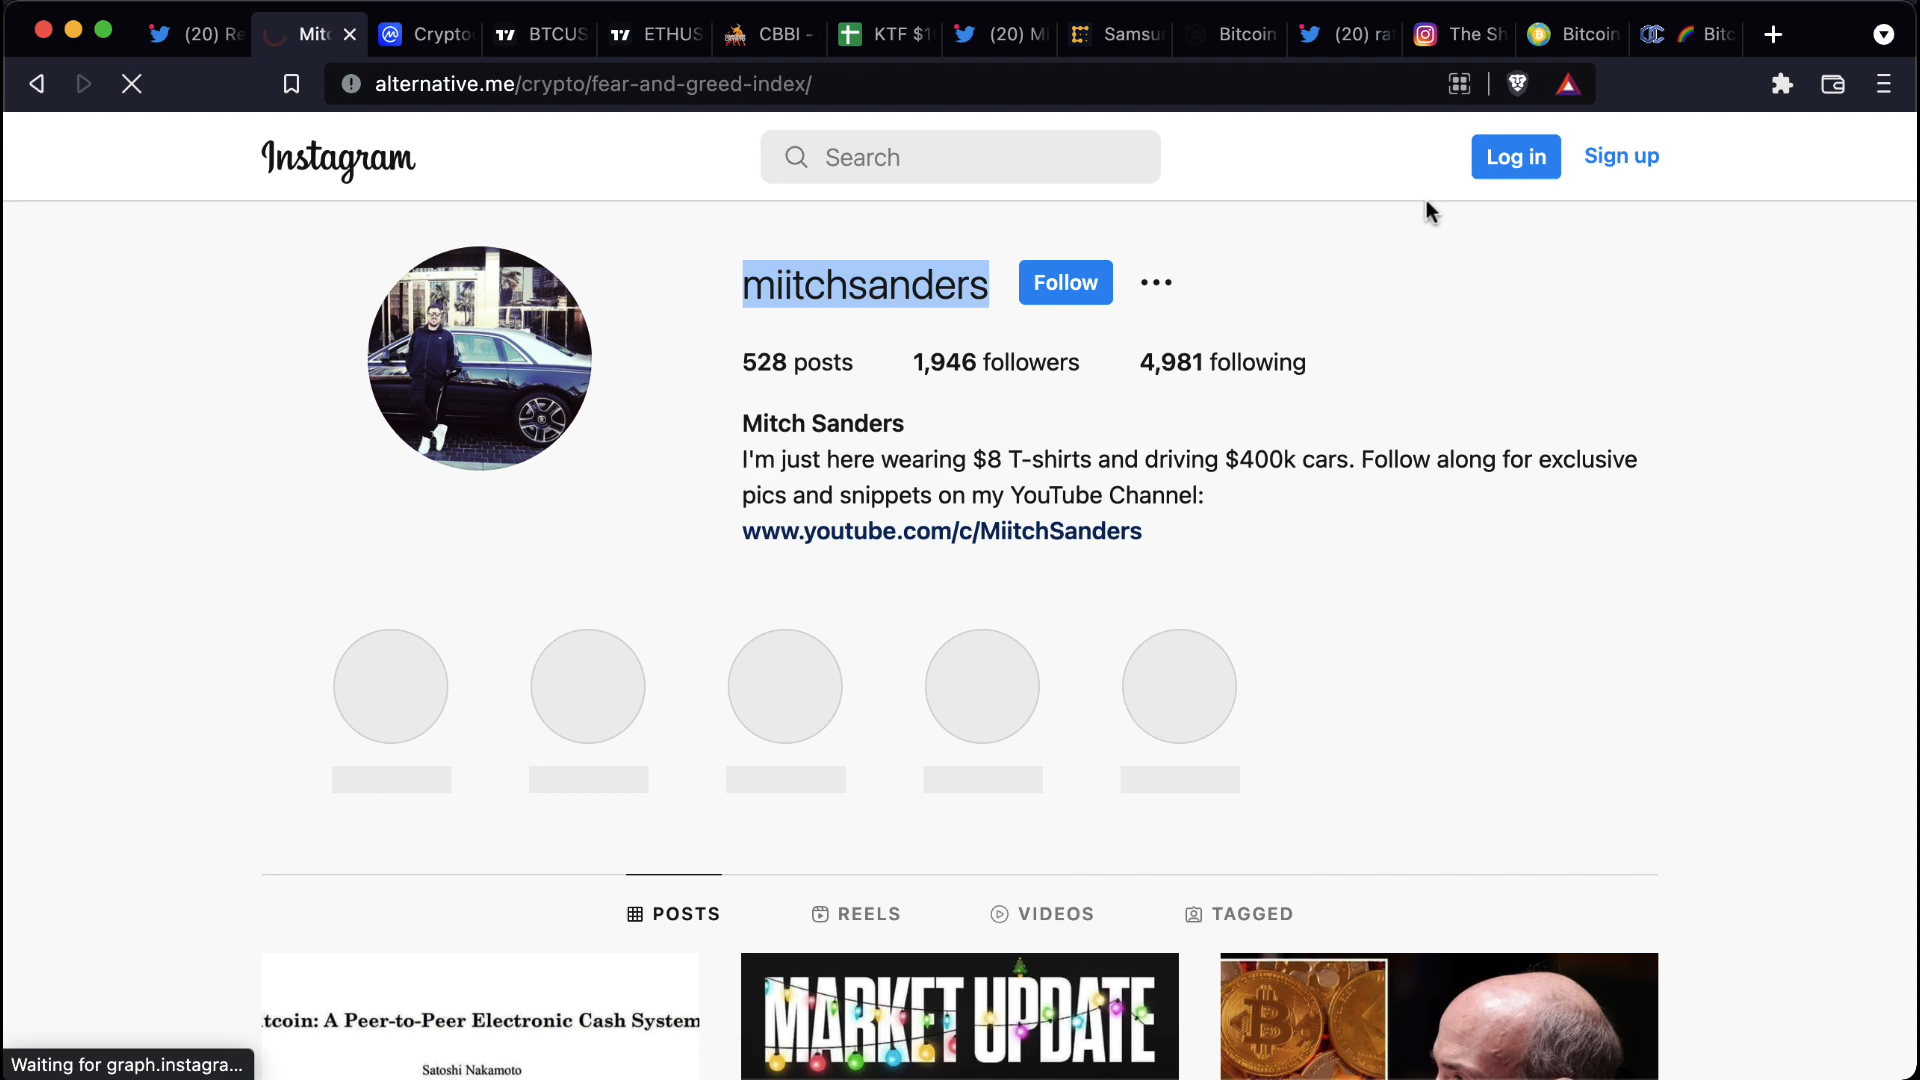 (20) Re
Mitc
Crypto
BTCUS
ETHUS
CBBI -
KTF $1
(20) Mi
Samsu
Bitcoin
(20) ra
The Sh
Bitcoin
Bitc
alternative.me/crypto/fear-and-greed-index/
Instagram
Search
Log in
Sign up
miitchsanders
Follow
528 posts
1,946 followers
4,981 following
Mitch Sanders
I'm just here wearing $8 T-shirts and driving $400k cars. Follow along for exclusive
pics and snippets on my YouTube Channel:
www.youtube.com/c/MiitchSanders
POSTS
REELS
VIDEOS
TAGGED
tcoin: A Peer-to-Peer Electronic Cash System
Satoshi Nakamoto
MARKET UPDATE
Waiting for graph.instagra...